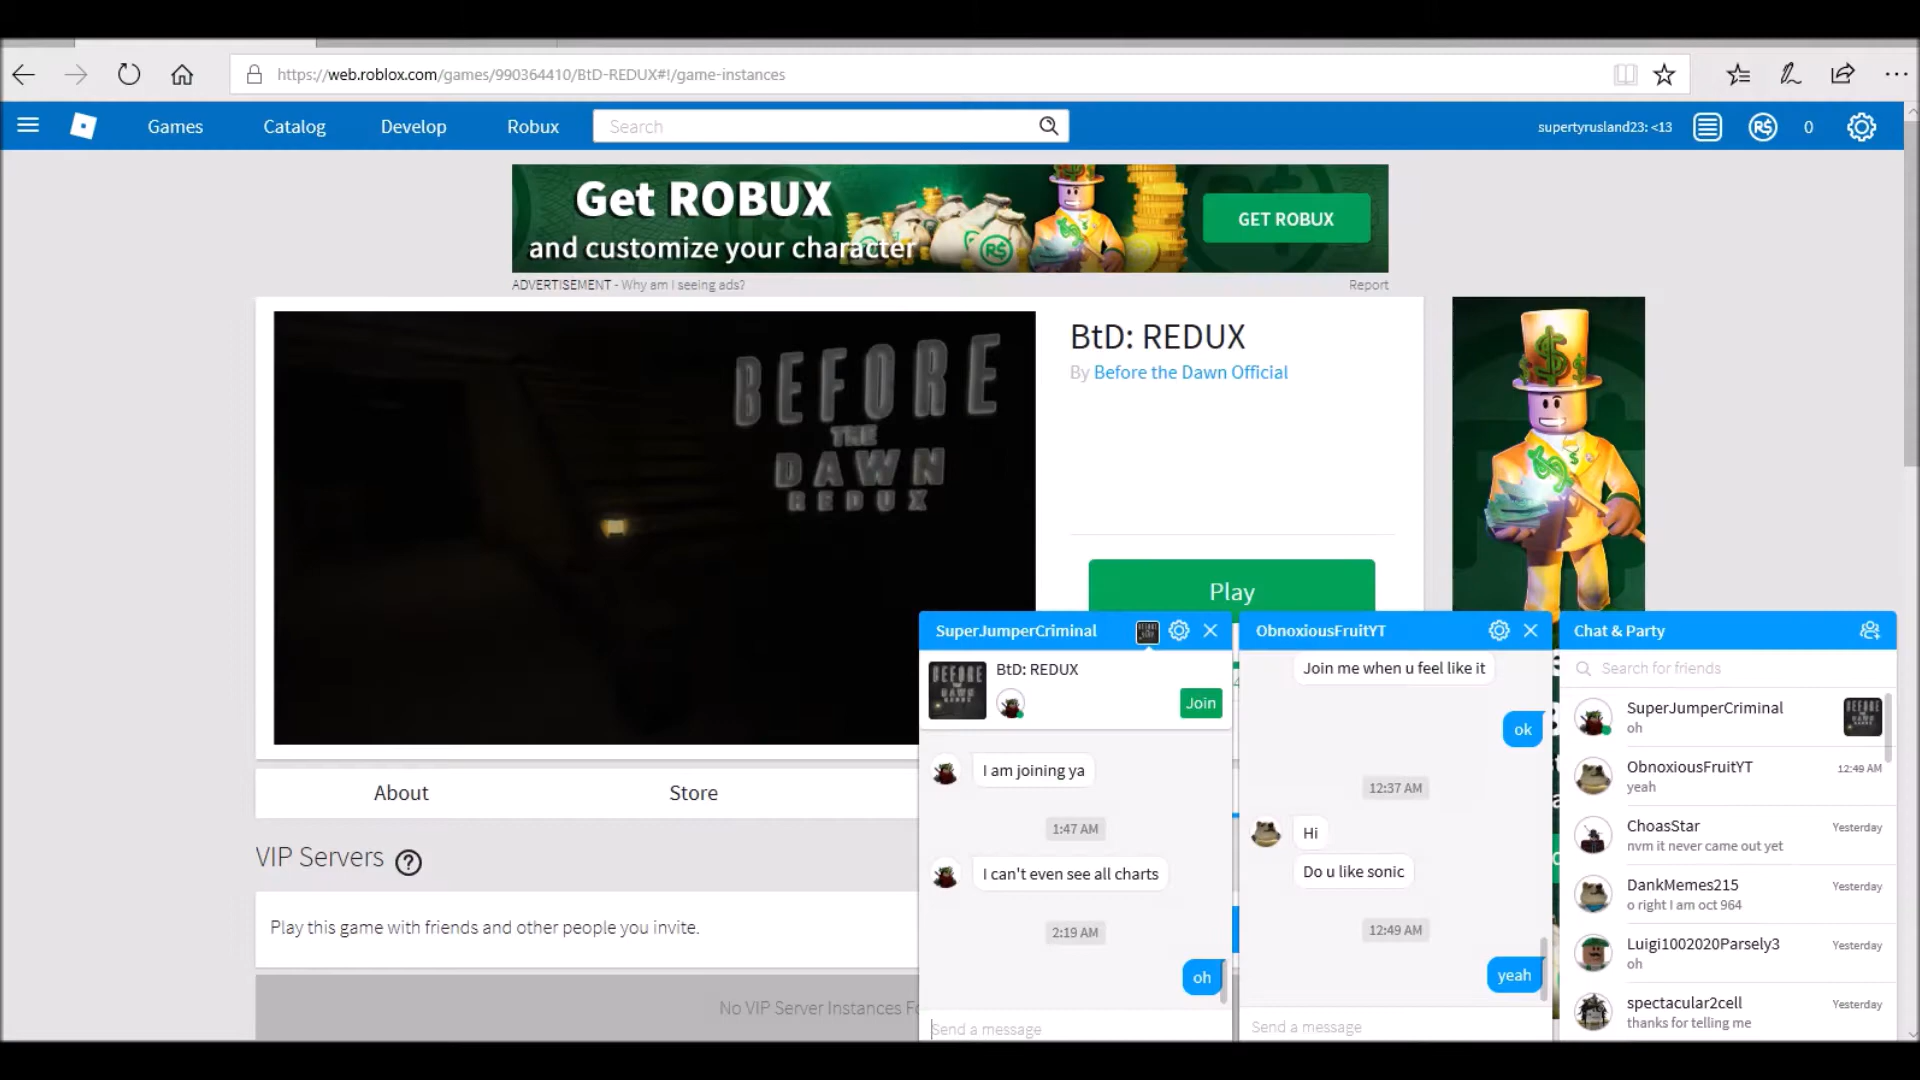 https://web.roblox.com/games/990364410/BtD-REDUX#!/game-instances
Games
Catalog
Develop
Robux
Search
supertyrusland23: <13
R$
0
Get ROBUX
and customize your character
R$
GET ROBUX
ADVERTISEMENT - Why am I seeing ads?
Report
BEFORE
THE
DAWN
REDUX
BtD: REDUX
By Before the Dawn Official
Play
About
Store
VIP Servers ?
Play this game with friends and other people you invite.
No VIP Server Instances
SuperJumperCriminal
BtD: REDUX
Join
I am joining ya
1:47 AM
I can't even see all charts
2:19 AM
oh
Send a message
ObnoxiousFruitYT
Join me when u feel like it
ok
12:37 AM
Hi
Do u like sonic
12:49 AM
yeah
Send a message
Chat & Party
Search for friends
SuperJumperCriminal
oh
ObnoxiousFruitYT
12:49 AM
yeah
ChoasStar
Yesterday
nvm it never came out yet
DankMemes215
Yesterday
o right I am oct 964
Luigi1002020Parsely3
Yesterday
oh
spectacular2cell
Yesterday
thanks for telling me